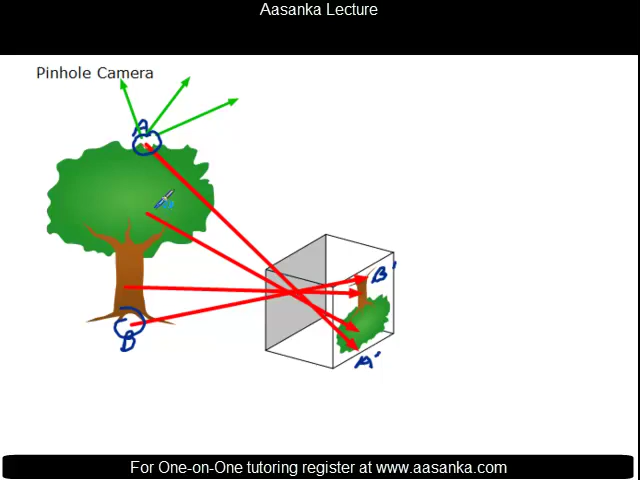 Aasanka Lecture
Pinhole Camera
A
B'
B
A'
For One-on-One tutoring register at www.aasanka.com